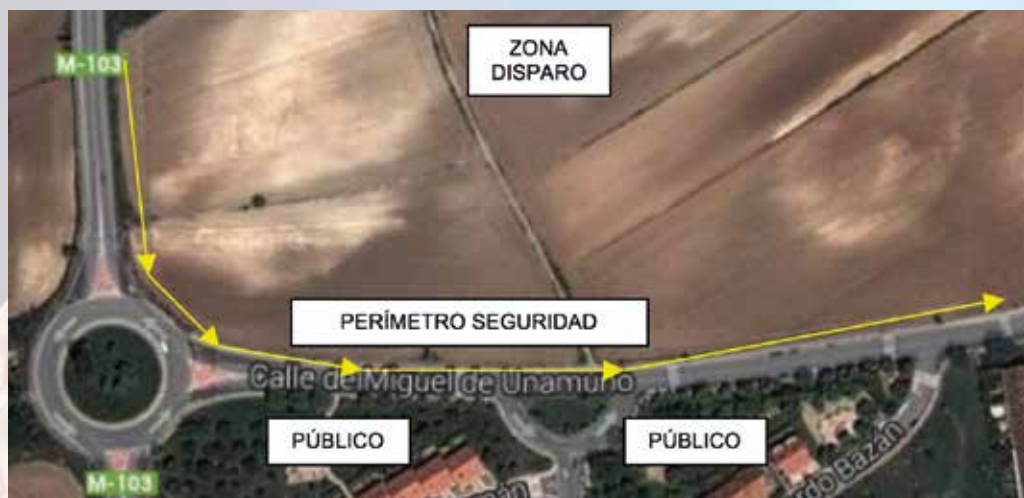 ZONA
DISPARO
M-103
PERÍMETRO SEGURIDAD
Calle de Miguel de Unamuno
PÚBLICO
PÚBLICO
M-103